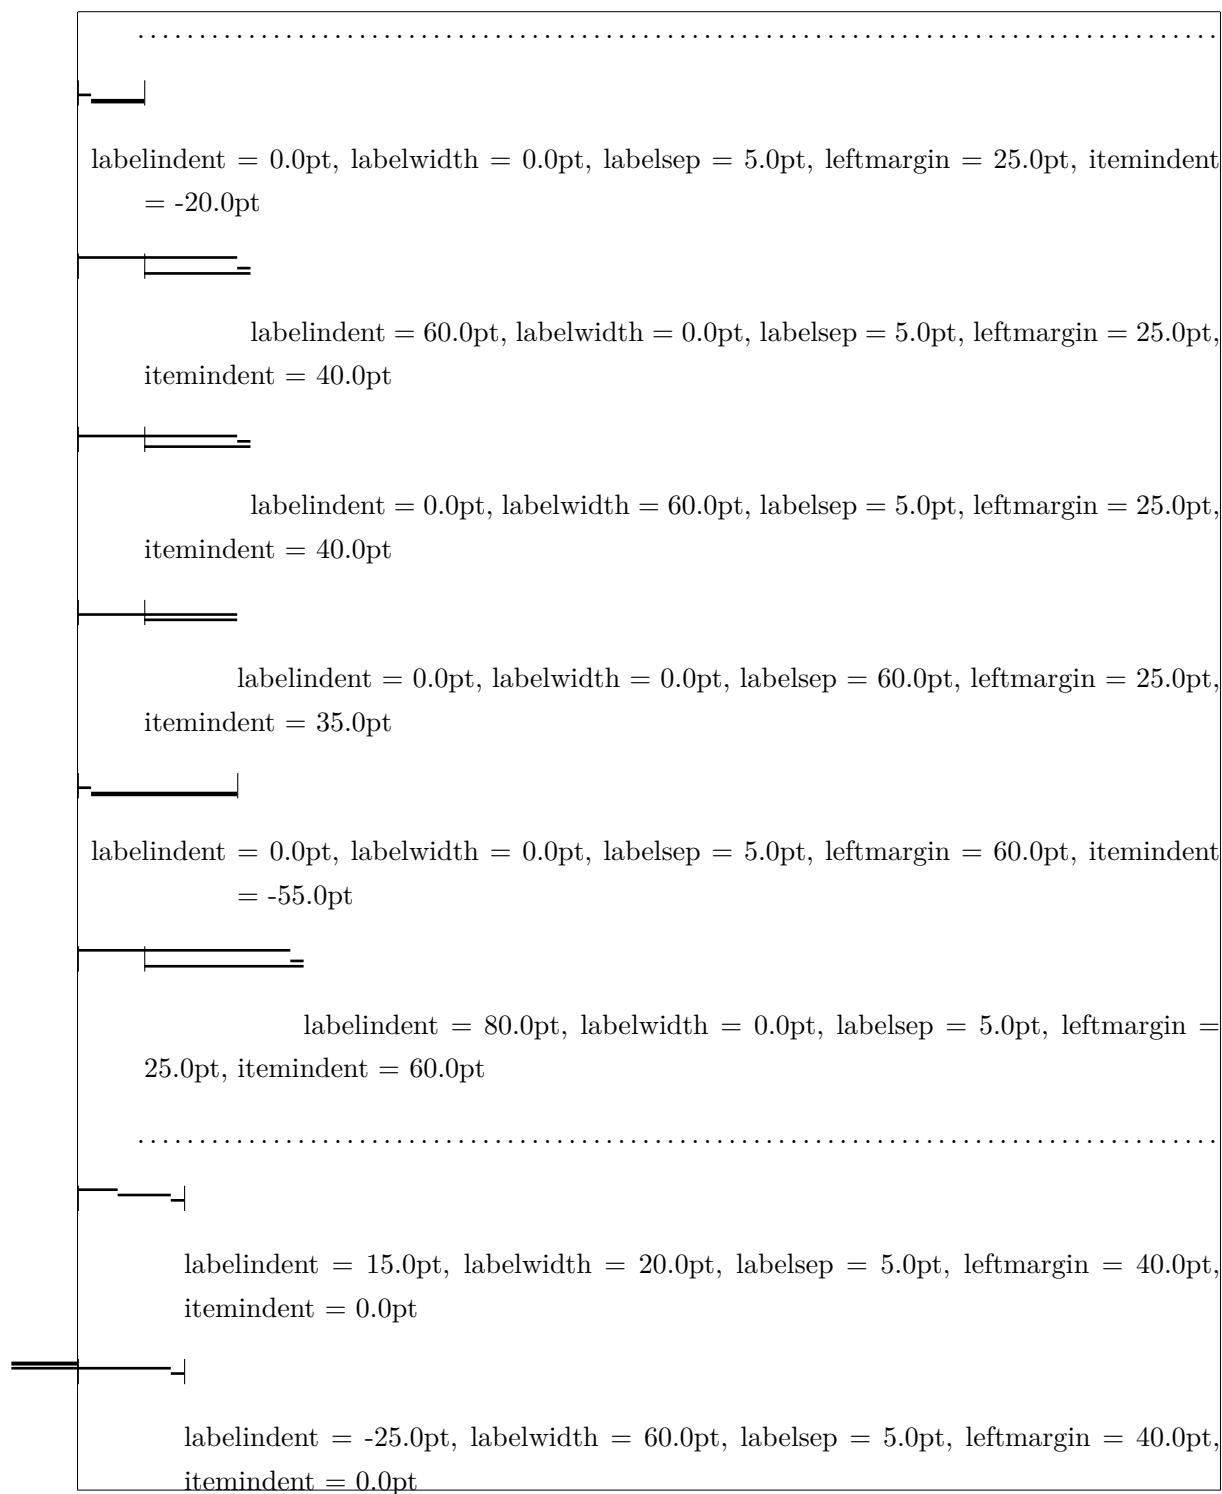 labelindent = 0.0pt, labelwidth = 0.0pt, labelsep = 5.0pt, leftmargin = 25.0pt, itemindent
= -20.0pt
labelindent = 60.0pt, labelwidth = 0.0pt, labelsep = 5.0pt, leftmargin = 25.0pt,
itemindent = 40.0pt
labelindent = 0.0pt, labelwidth = 60.0pt, labelsep = 5.0pt, leftmargin = 25.0pt,
itemindent = 40.0pt
labelindent = 0.0pt, labelwidth = 0.0pt, labelsep = 60.0pt, leftmargin = 25.0pt,
itemindent = 35.0pt
labelindent = 0.0pt, labelwidth = 0.0pt, labelsep = 5.0pt, leftmargin = 60.0pt, itemindent
= -55.0pt
labelindent = 80.0pt, labelwidth = 0.0pt, labelsep = 5.0pt, leftmargin =
25.0pt, itemindent = 60.0pt
labelindent = 15.0pt, labelwidth = 20.0pt, labelsep = 5.0pt, leftmargin = 40.0pt,
itemindent = 0.0pt
labelindent = -25.0pt, labelwidth = 60.0pt, labelsep = 5.0pt, leftmargin = 40.0pt,
itemindent = 0.0pt